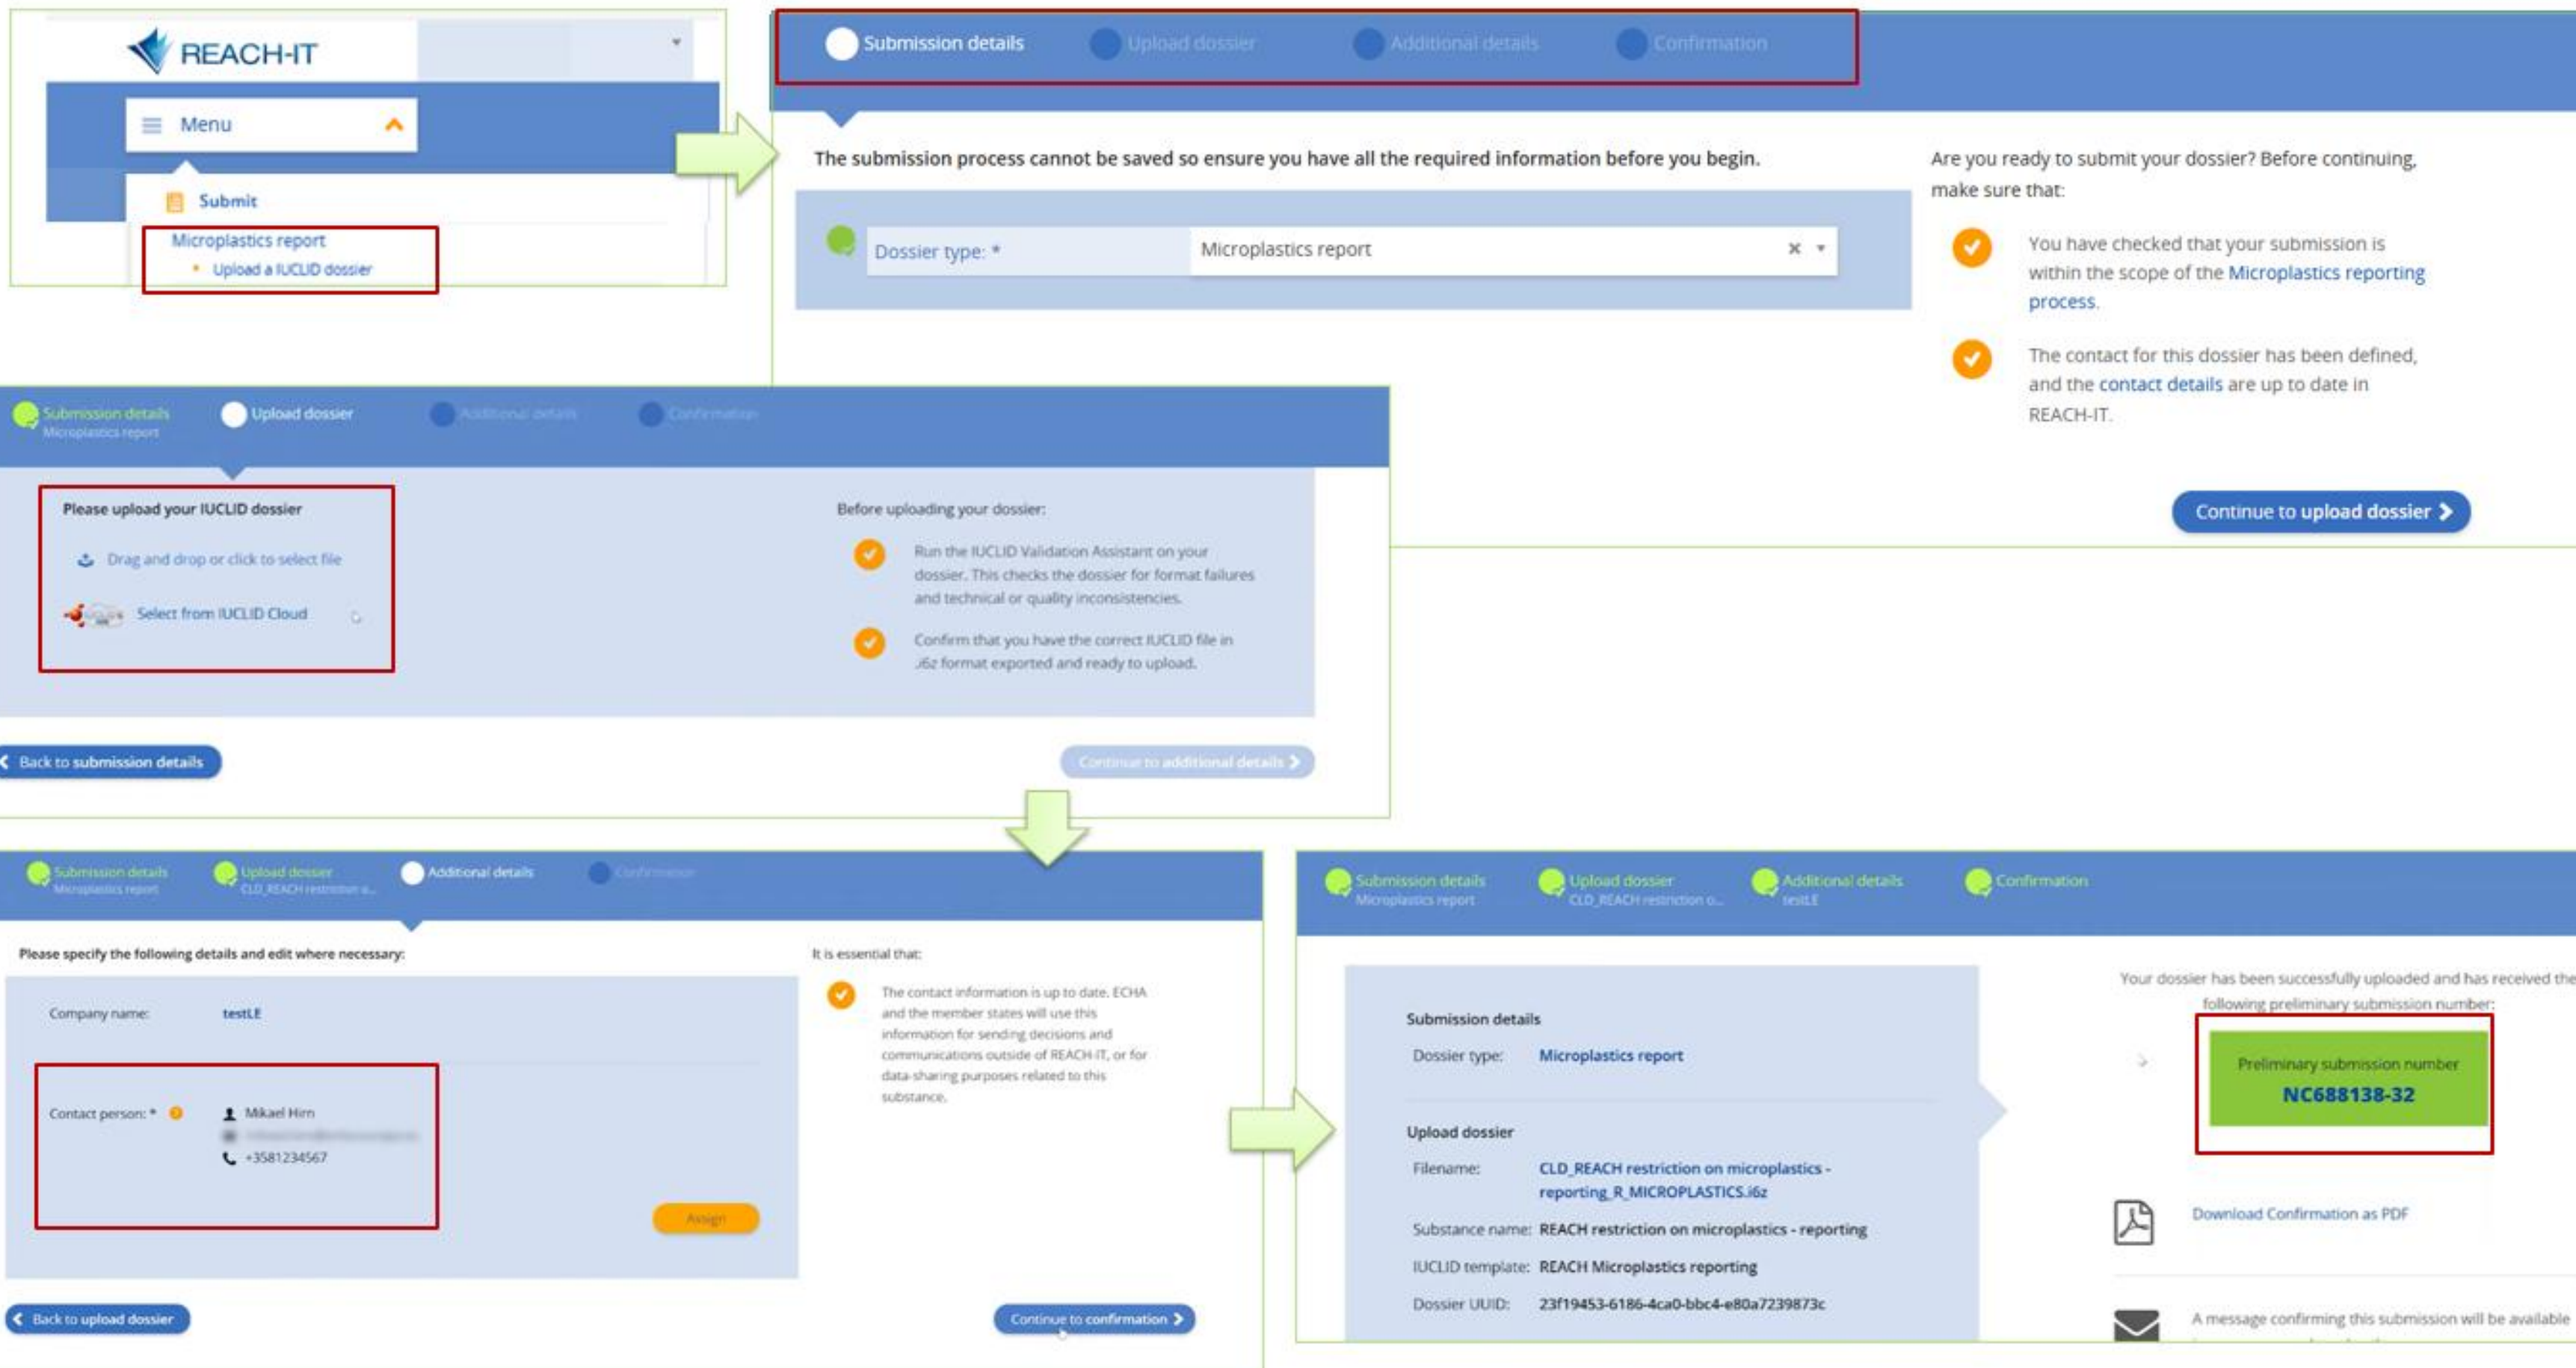 REACH-IT
Menu
Submit
Microplastics report
Upload a IUCLID dossier
Submission details
Upload dossier
Additional details
Confirmation
The submission process cannot be saved so ensure you have all the required information before you begin.
Dossier type: *
Microplastics report
Are you ready to submit your dossier? Before continuing,
make sure that:
You have checked that your submission is
within the scope of the Microplastics reporting
process.
The contact for this dossier has been defined,
and the contact details are up to date in
REACH-IT.
Continue to upload dossier
Submission details
Microplastics report
Upload dossier
Additional details
Confirmation
Please upload your IUCLID dossier
Drag and drop or click to select file
Select from IUCLID Cloud
Before uploading your dossier:
Run the IUCLID Validation Assistant on your
dossier. This checks the dossier for format failures
and technical or quality inconsistencies.
Confirm that you have the correct IUCLID file in
.i6z format exported and ready to upload.
Back to submission details
Continue to additional details
Submission details
Microplastics report
Upload dossier
CLD_REACH restriction o...
Additional details
Confirmation
Please specify the following details and edit where necessary:
Company name:
testLE
Contact person: *
Mikael Hirn
+3581234567
Assign
It is essential that:
The contact information is up to date. ECHA
and the member states will use this
information for sending decisions and
communications outside of REACH-IT, or for
data-sharing purposes related to this
substance.
Back to upload dossier
Continue to confirmation
Submission details
Microplastics report
Upload dossier
CLD_REACH restriction o...
Additional details
testLE
Confirmation
Submission details
Dossier type:
Microplastics report
Upload dossier
Filename:
CLD_REACH restriction on microplastics -
reporting_R_MICROPLASTICS.i6z
Substance name: REACH restriction on microplastics - reporting
IUCLID template: REACH Microplastics reporting
Dossier UUID: 23f19453-6186-4ca0-bbc4-e80a7239873c
Your dossier has been successfully uploaded and has received the
following preliminary submission number:
Preliminary submission number
NC688138-32
Download Confirmation as PDF
A message confirming this submission will be available